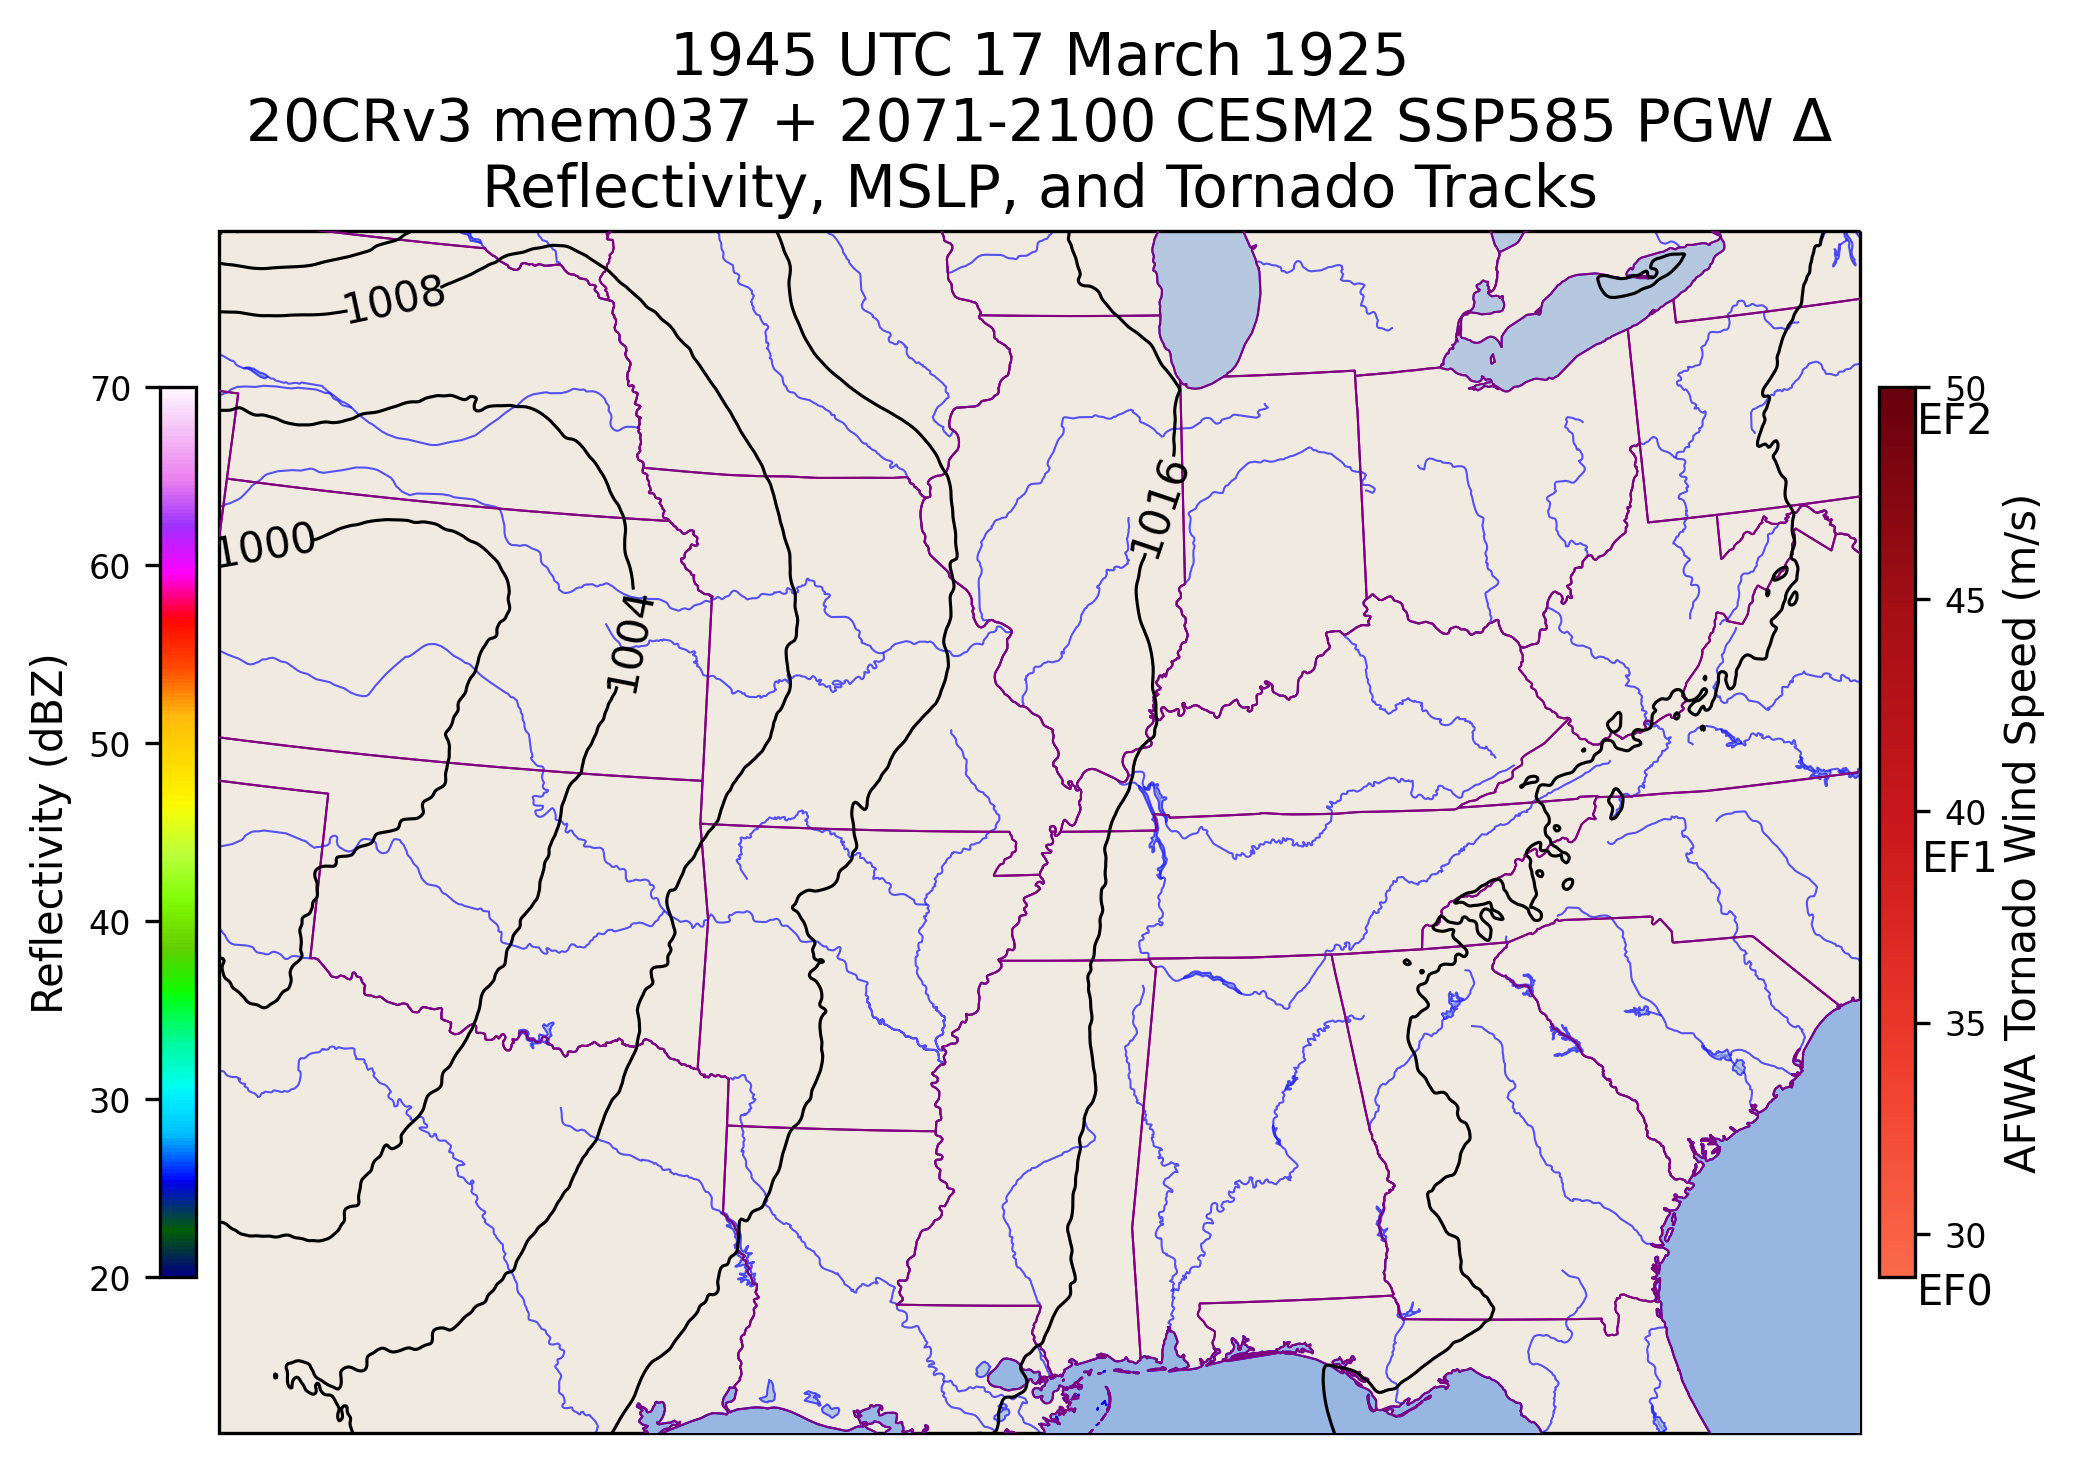 1945 UTC 17 March 1925
20CRv3 mem037 + 2071-2100 CESM2 SSP585 PGW Δ
Reflectivity, MSLP, and Tornado Tracks
1008
1000
1004
1016
Reflectivity (dBZ)
70
60
50
40
30
20
50
EF2
45
40
EF1
35
30
EF0
AFWA Tornado Wind Speed (m/s)